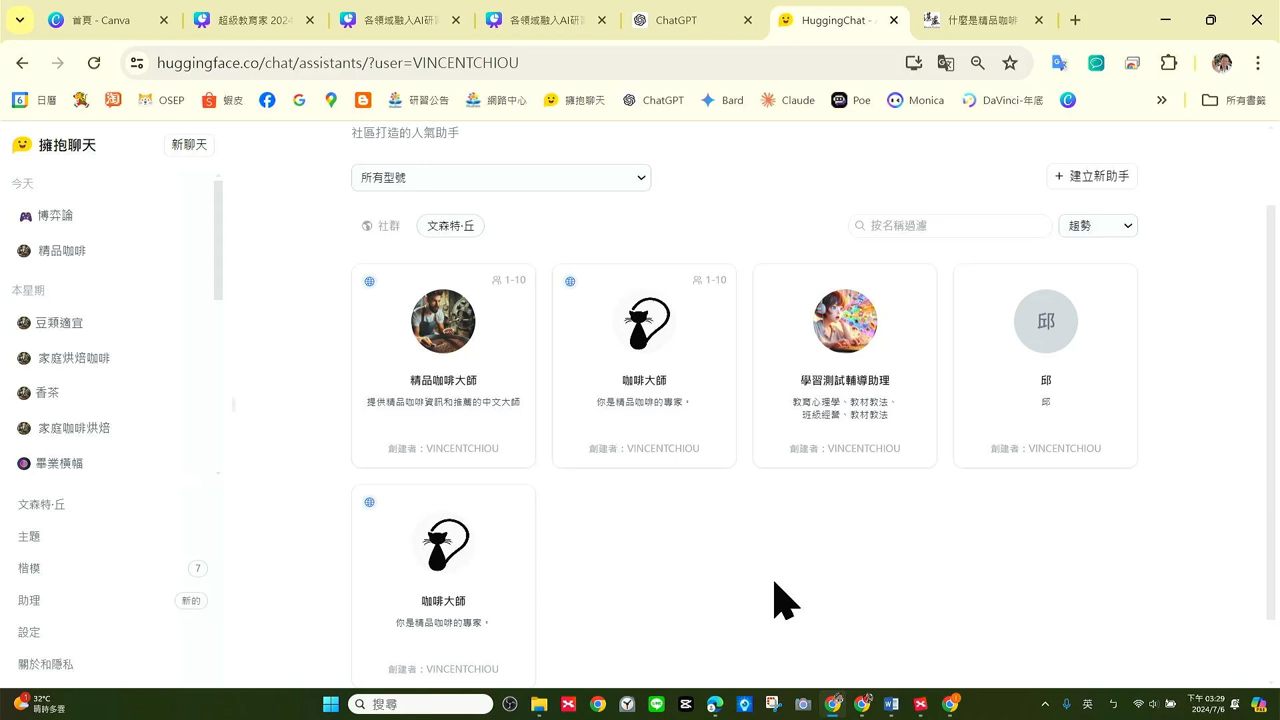 首頁 - Canva
超級教育家 2024
各領域融入AI研
各領域融入AI研
ChatGPT
HuggingChat - A
什麼是精品咖啡
huggingface.co/chat/assistants/?user=VINCENTCHIOU
日曆
OSEP
蝦皮
研習公告
網路中心
擁抱聊天
ChatGPT
Bard
Claude
Poe
Monica
DaVinci-年底
所有書籤
擁抱聊天
新聊天
今天
博弈論
精品咖啡
本星期
豆類適宜
家庭烘焙咖啡
香茶
家庭咖啡烘焙
畢業橫幅
文森特·丘
主題
楷模
7
助理
新的
設定
關於和隱私
社區打造的人氣助手
所有型號
+ 建立新助手
社群
文森特·丘
按名稱過濾
趨勢
1-10
精品咖啡大師
提供精品咖啡資訊和推薦的中文大師
創建者：VINCENTCHIOU
1-10
咖啡大師
你是精品咖啡的專家，
創建者：VINCENTCHIOU
學習測試輔導助理
教育心理學、教材教法、
班級經營、教材教法
創建者：VINCENTCHIOU
邱
邱
邱
創建者：VINCENTCHIOU
咖啡大師
你是精品咖啡的專家，
創建者：VINCENTCHIOU
32°C
晴時多雲
搜尋
英
下午 03:29
2024/7/6